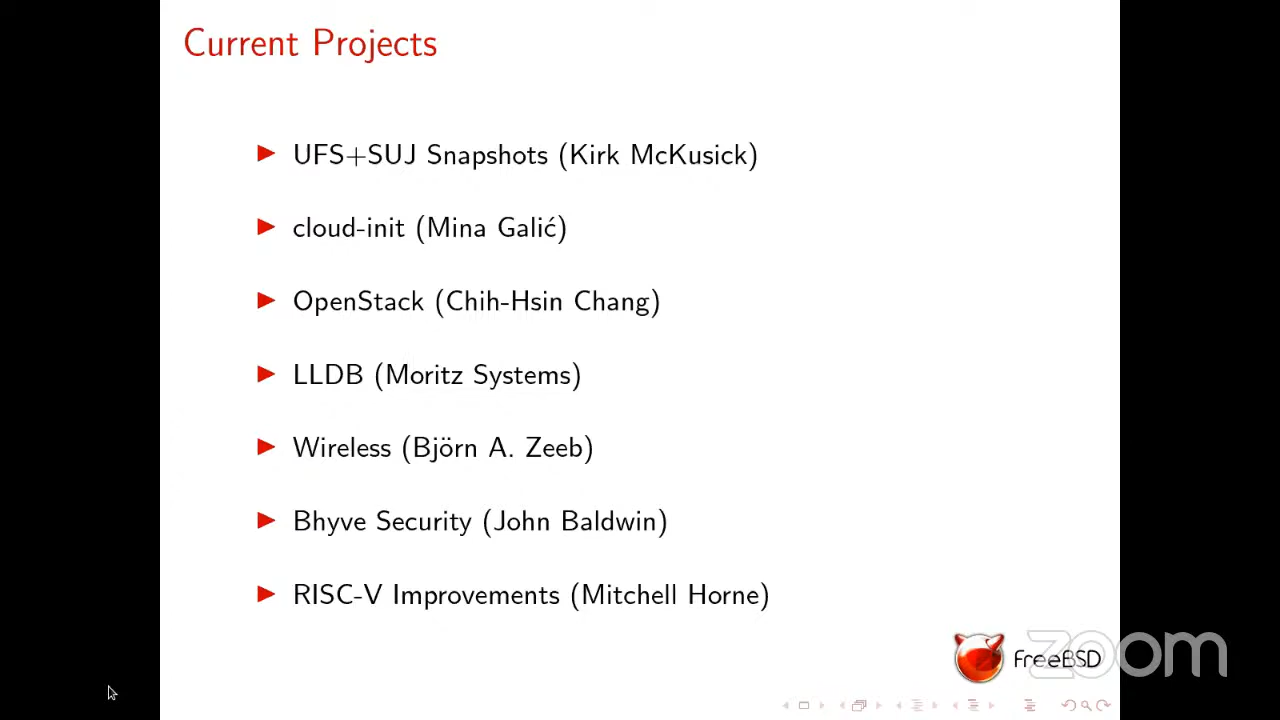 Current Projects
UFS+SUJ Snapshots (Kirk McKusick)
cloud-init (Mina Galić)
OpenStack (Chih-Hsin Chang)
LLDB (Moritz Systems)
Wireless (Björn A. Zeeb)
Bhyve Security (John Baldwin)
RISC-V Improvements (Mitchell Horne)
FreeBSD
zoom